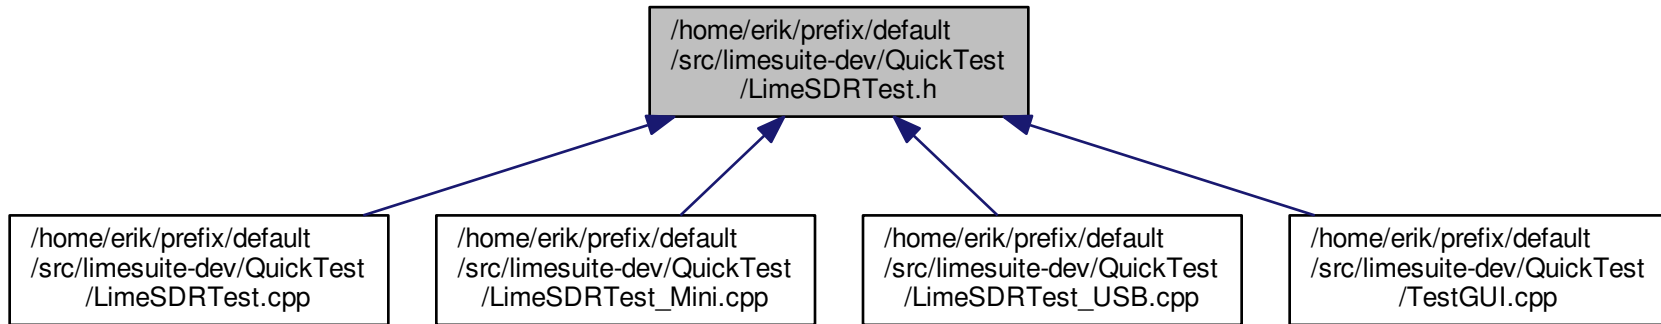 /home/erik/prefix/default
/src/limesuite-dev/QuickTest
/LimeSDRTest.h
/home/erik/prefix/default
/src/limesuite-dev/QuickTest
/LimeSDRTest.cpp
/home/erik/prefix/default
/src/limesuite-dev/QuickTest
/LimeSDRTest_Mini.cpp
/home/erik/prefix/default
/src/limesuite-dev/QuickTest
/LimeSDRTest_USB.cpp
/home/erik/prefix/default
/src/limesuite-dev/QuickTest
/TestGUI.cpp